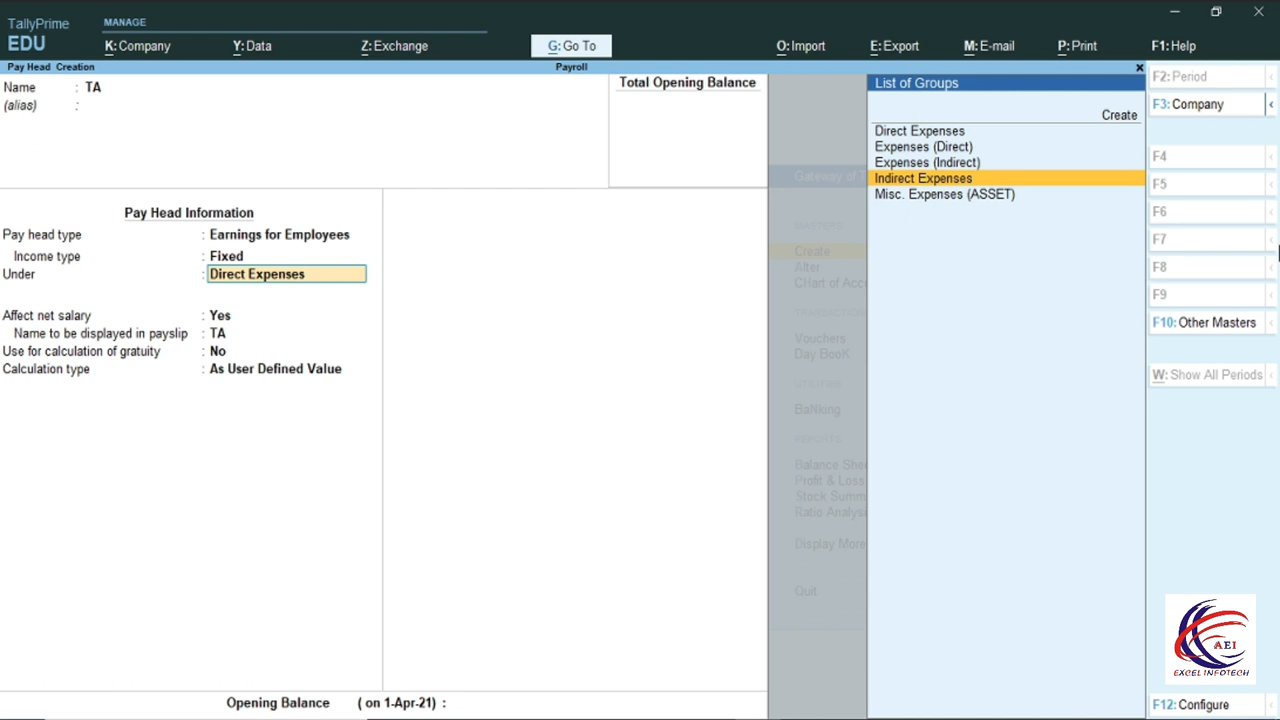 TallyPrime
EDU
MANAGE
K: Company
Y: Data
Z: Exchange
G: Go To
O: Import
E: Export
M: E-mail
P: Print
F1: Help
Pay Head Creation
Payroll
Name : TA
(alias) :
Total Opening Balance
Pay Head Information
Pay head type : Earnings for Employees
Income type : Fixed
Under : Direct Expenses
Affect net salary : Yes
Name to be displayed in payslip : TA
Use for calculation of gratuity : No
Calculation type : As User Defined Value
Opening Balance ( on 1-Apr-21) :
Gateway of T
MASTERS
Create
Alter
CHart of Acc
Vouchers
Day BooK
UTILITIES
BaNking
REPORTS
Balance Shee
Profit & Loss
Stock Summ
Ratio Analys
Display More
Quit
List of Groups
Create
Direct Expenses
Expenses (Direct)
Expenses (Indirect)
Indirect Expenses
Misc. Expenses (ASSET)
F2: Period
F3: Company
F4
F5
F6
F7
F8
F9
F10: Other Masters
W: Show All Periods
AEI
EXCEL INFOTECH
F12: Configure